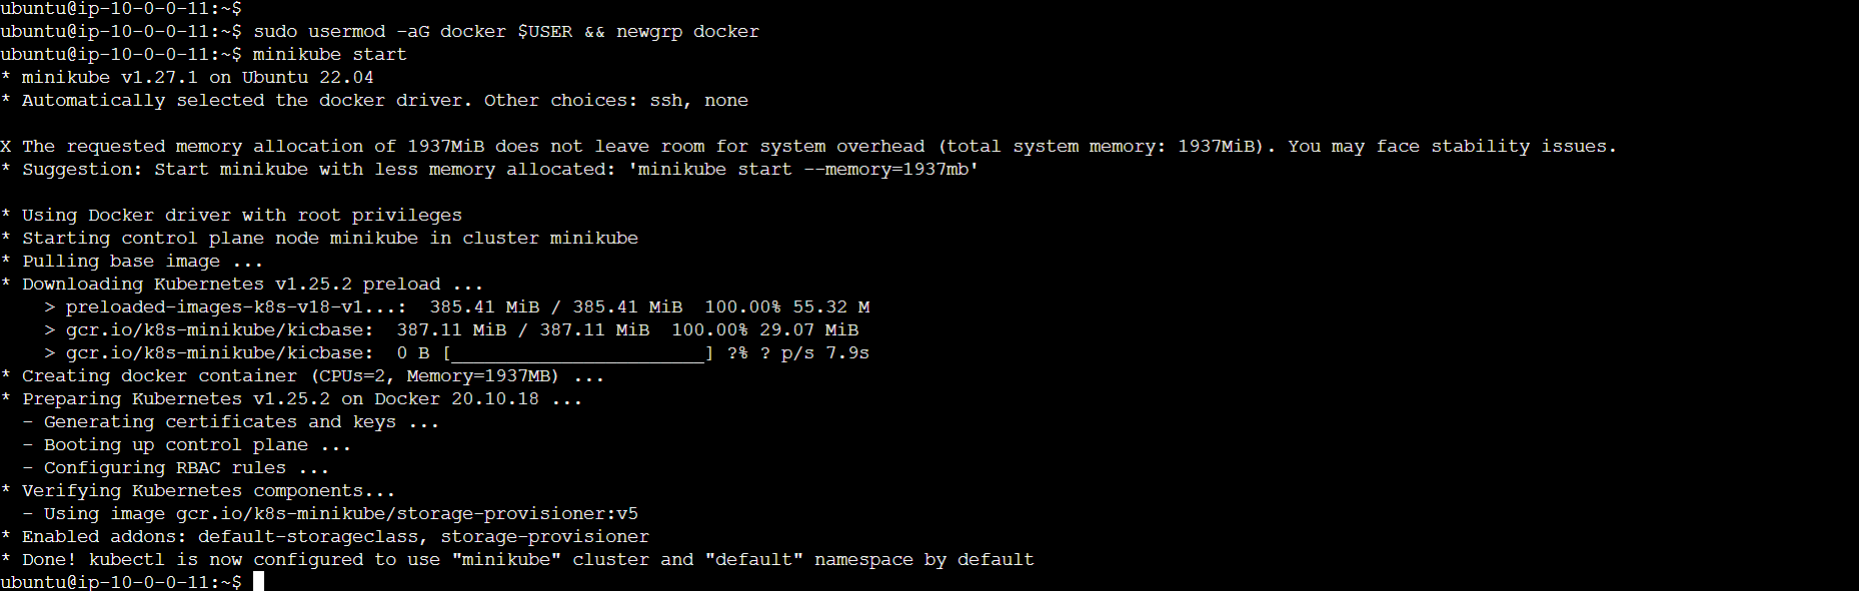 ubuntu@ip-10-0-0-11:~$
ubuntu@ip-10-0-0-11:~$ sudo usermod -aG docker $USER && newgrp docker
ubuntu@ip-10-0-0-11:~$ minikube start
* minikube v1.27.1 on Ubuntu 22.04
* Automatically selected the docker driver. Other choices: ssh, none
X The requested memory allocation of 1937MiB does not leave room for system overhead (total system memory: 1937MiB). You may face stability issues.
* Suggestion: Start minikube with less memory allocated: 'minikube start --memory=1937mb'
* Using Docker driver with root privileges
* Starting control plane node minikube in cluster minikube
* Pulling base image ...
* Downloading Kubernetes v1.25.2 preload ...
    > preloaded-images-k8s-v18-v1...:  385.41 MiB / 385.41 MiB  100.00% 55.32 M
    > gcr.io/k8s-minikube/kicbase:  387.11 MiB / 387.11 MiB  100.00% 29.07 MiB
    > gcr.io/k8s-minikube/kicbase:  0 B [_______________________] ?% ? p/s 7.9s
* Creating docker container (CPUs=2, Memory=1937MB) ...
* Preparing Kubernetes v1.25.2 on Docker 20.10.18 ...
  - Generating certificates and keys ...
  - Booting up control plane ...
  - Configuring RBAC rules ...
* Verifying Kubernetes components...
  - Using image gcr.io/k8s-minikube/storage-provisioner:v5
* Enabled addons: default-storageclass, storage-provisioner
* Done! kubectl is now configured to use "minikube" cluster and "default" namespace by default
ubuntu@ip-10-0-0-11:~$